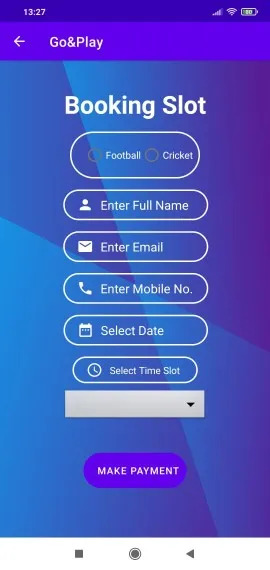 13:27
Go&Play
Booking Slot
Football Cricket
Enter Full Name
Enter Email
Enter Mobile No.
Select Date
Select Time Slot
MAKE PAYMENT